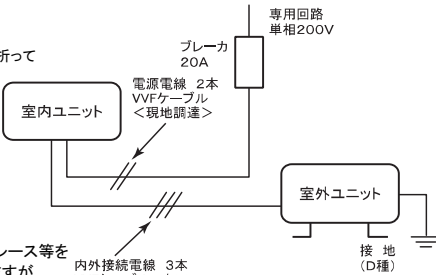 専用回路
単相200V
ブレーカ
20A
折って
電源電線 2本
VVFケーブル
<現地調達>
室内ユニット
室外ユニット
レース等を
すが
内外接続電線 3本
接 地
(D種)